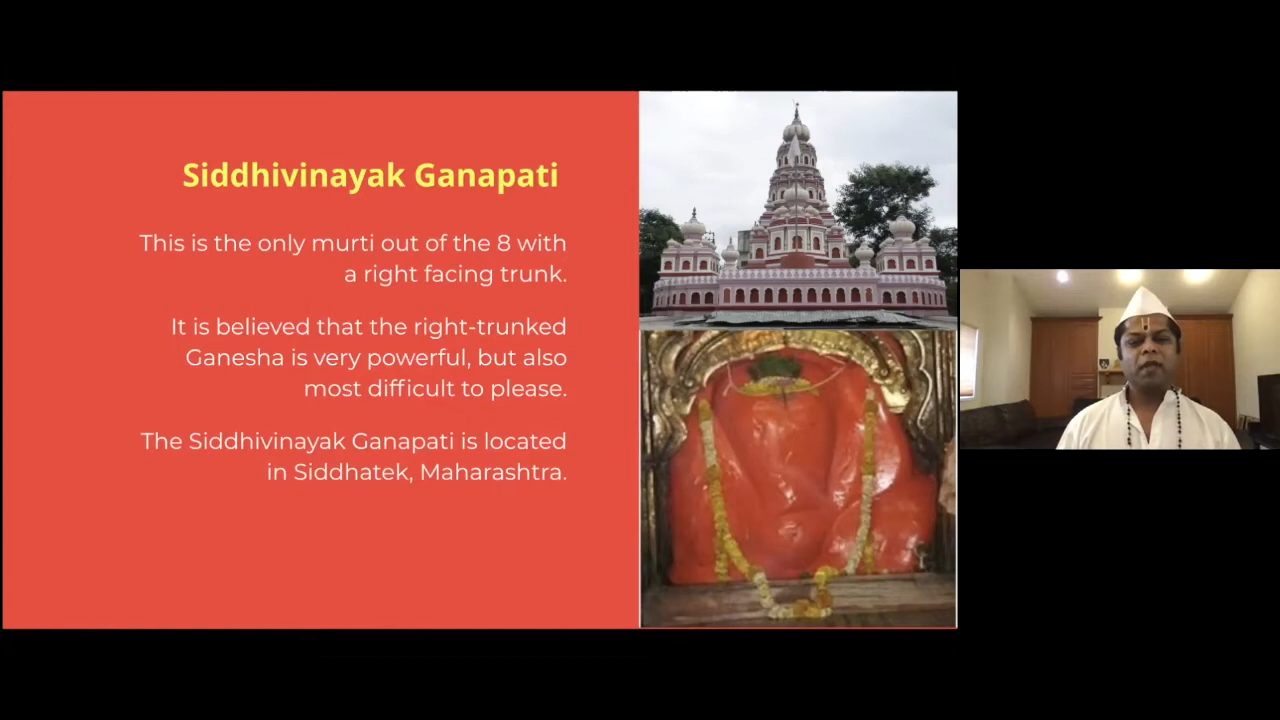 Siddhivinayak Ganapati
This is the only murti out of the 8 with
a right facing trunk.
It is believed that the right-trunked
Ganesha is very powerful, but also
most difficult to please.
The Siddhivinayak Ganapati is located
in Siddhatek, Maharashtra.